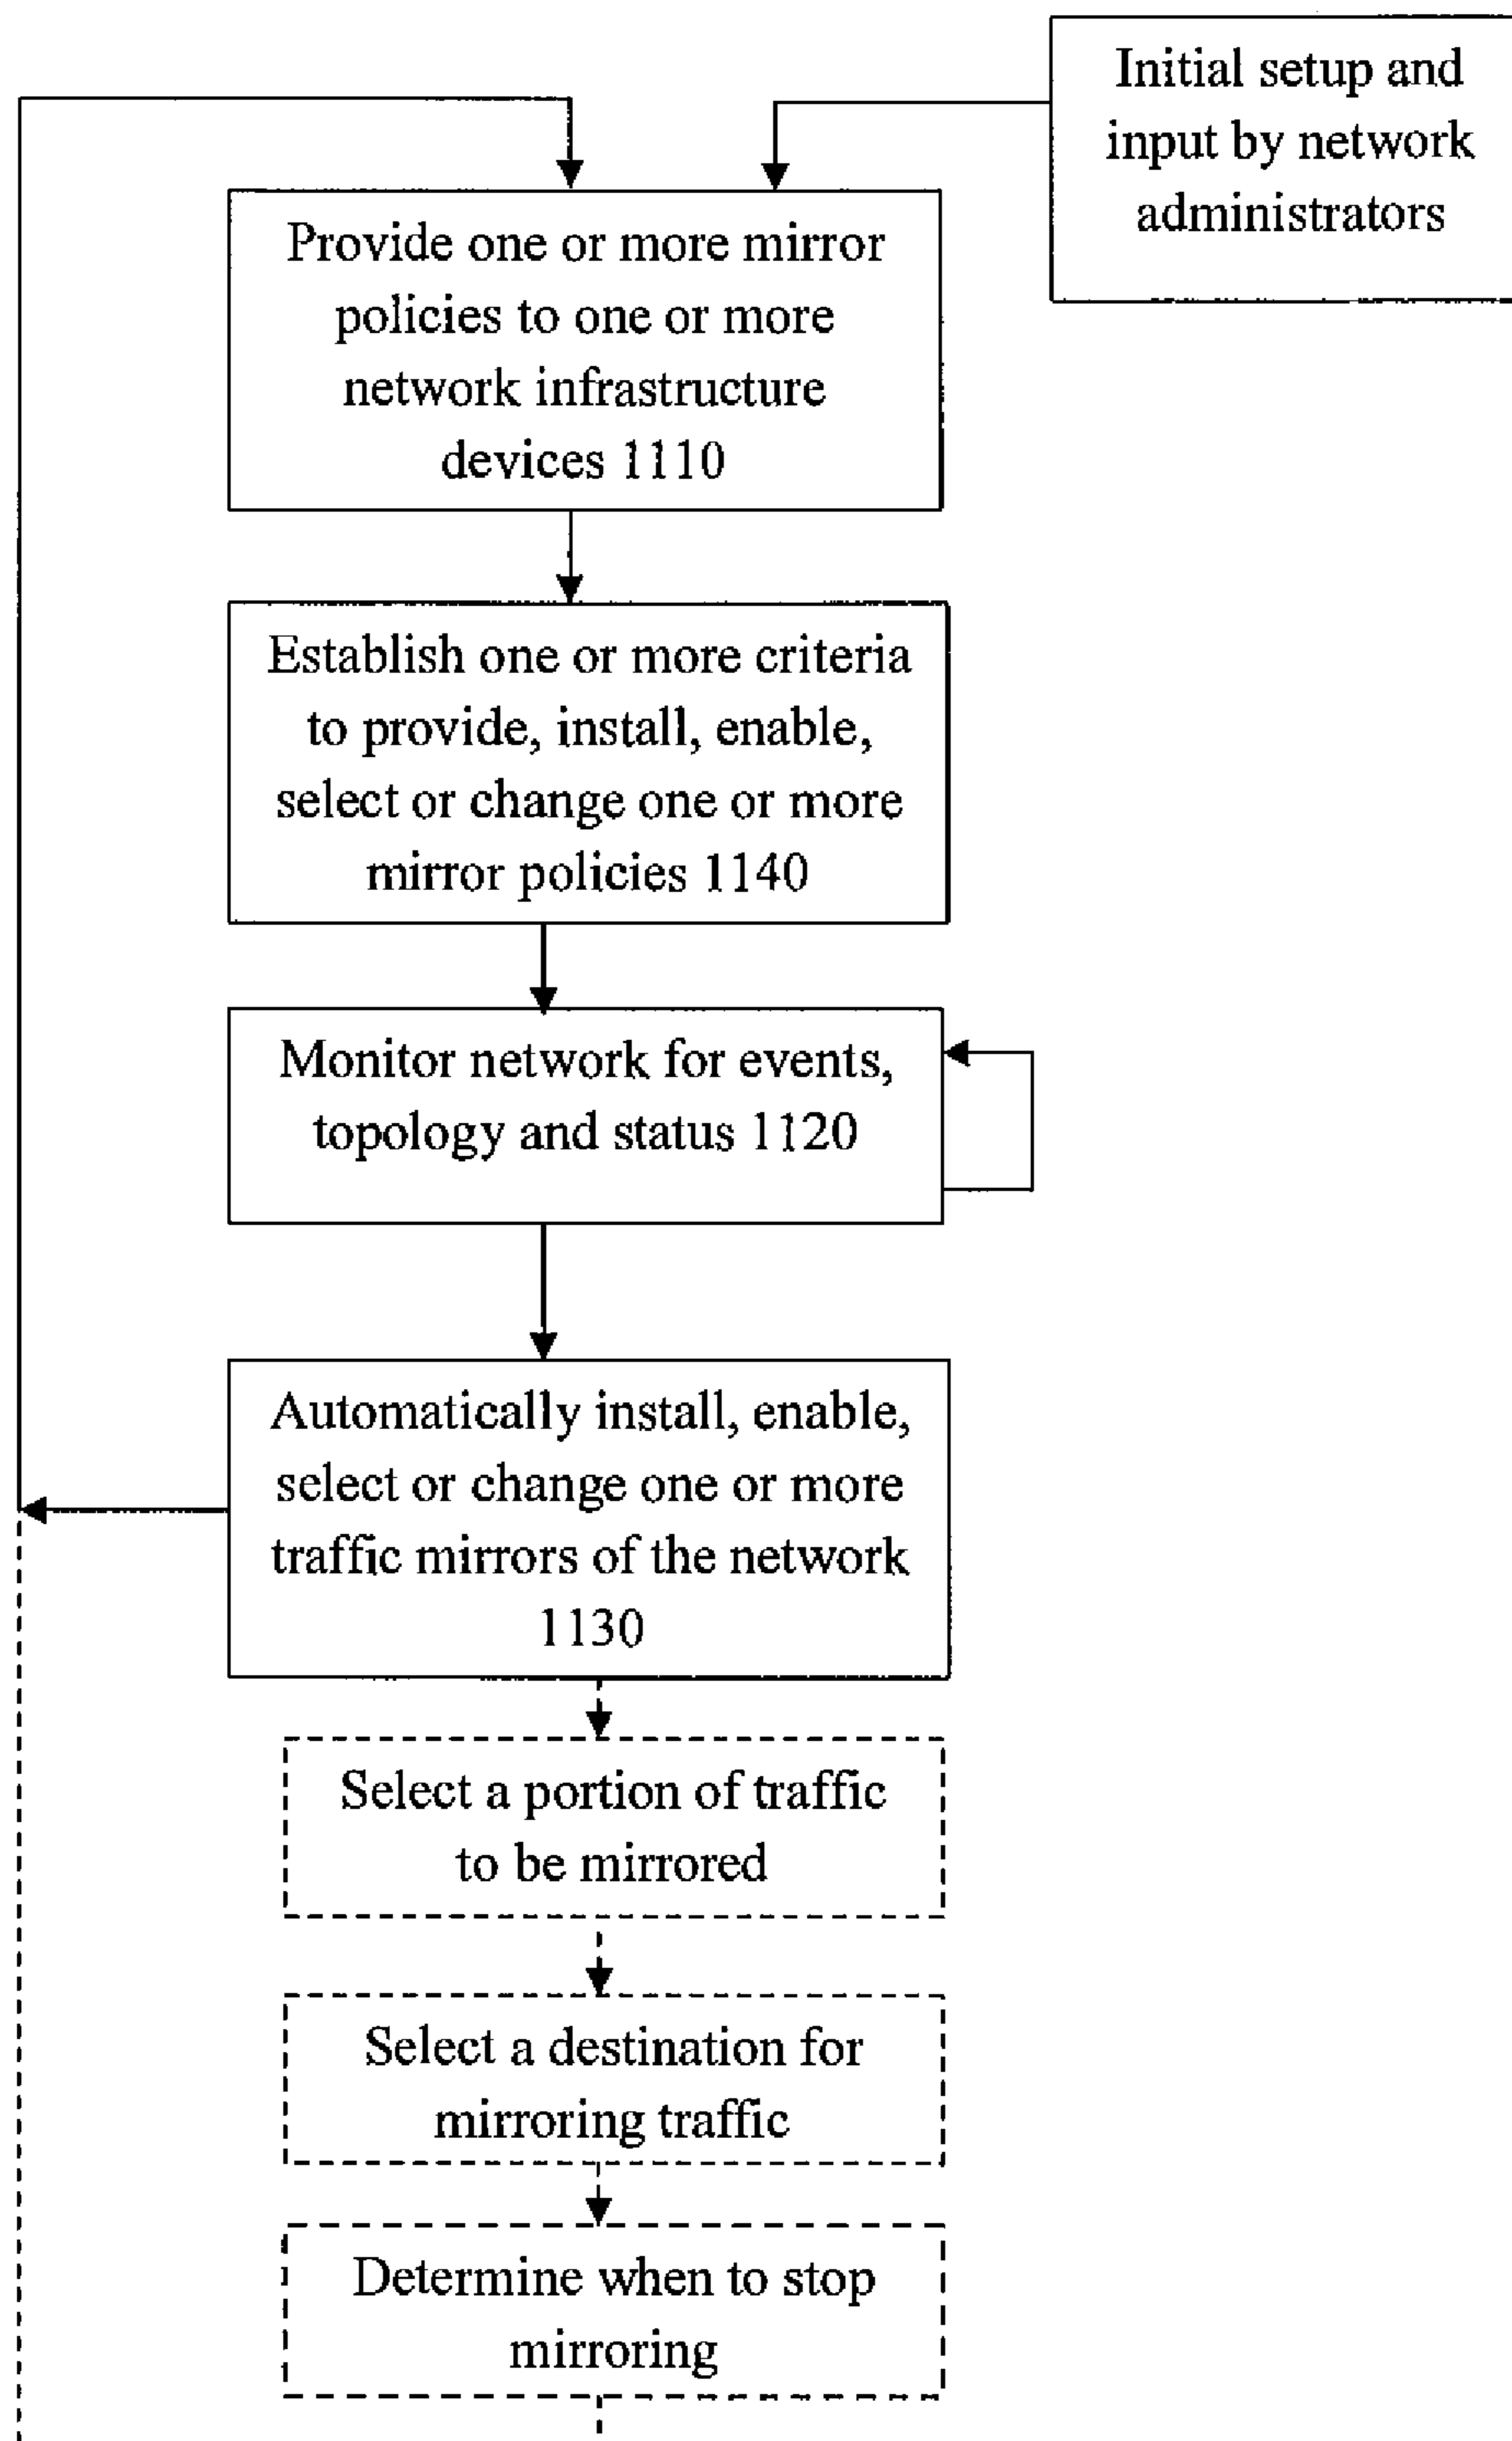 Initial setup and
input by network
administrators
Provide one or more mirror
policies to one or more
network infrastructure
devices 1110
Establish one or more criteria
to provide, install, enable,
select or change one or more
mirror policies 1140
Monitor network for events,
topology and status 1120
Automatically install, enable,
select or change one or more
traffic mirrors of the network
1130
Select a portion of traffic
to be mirrored
Select a destination for
mirroring traffic
Determine when to stop
mirroring